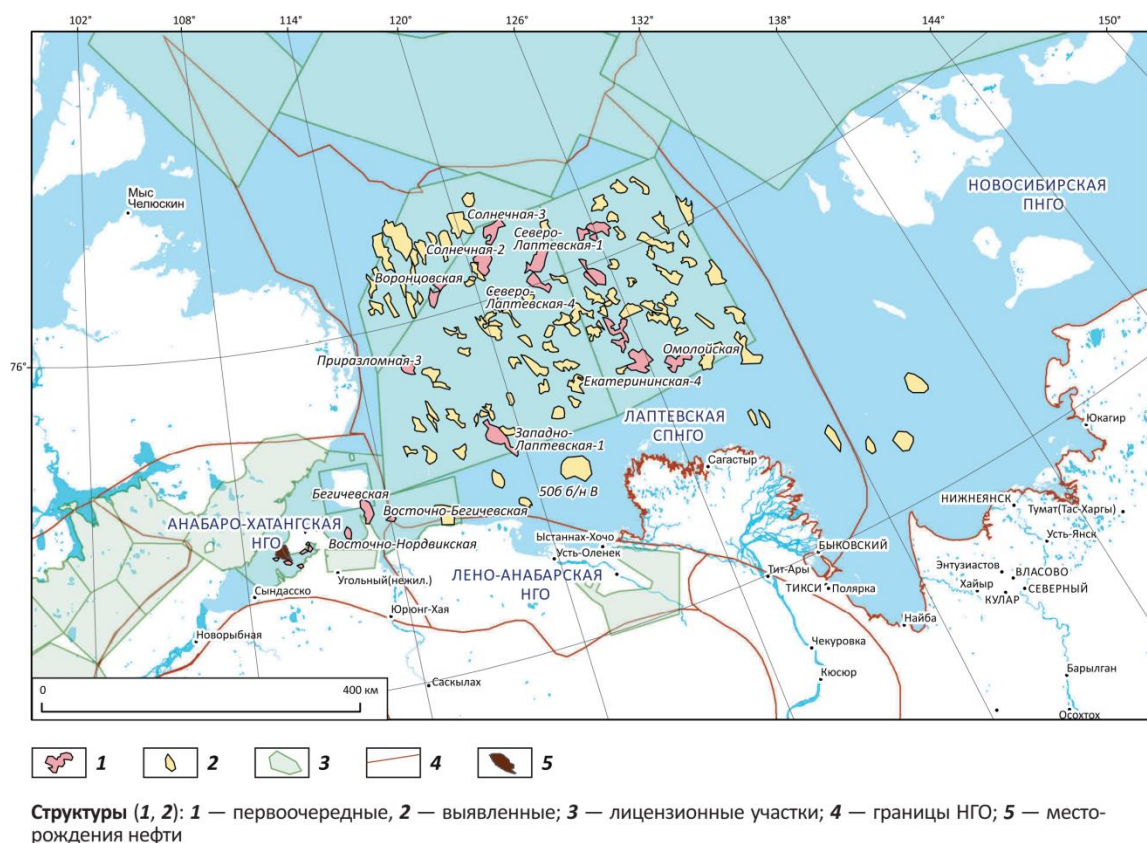 102°
108°
114°
120°
126°
132°
138°
144°
150°
Мыс
Челюскин
НОВОСИБИРСКАЯ
ПНГО
Солнечная-3
Северо-
Лаптевская-1
Солнечная-2
Воронцовская
Северо-
Лаптевская-4
76°
Приразломная-3
Омолойская
Екатерининская-4
ЛАПТЕВСКАЯ
СПНГО
Западно-
Лаптевская-1
Юкагир
Сагастыр
50б б/н В
Бегичевская
Восточно-Бегичевская
НИЖНЕЯНСК
Тумат(Тас-Харгы)
АНАБАРО-ХАТАНГСКАЯ
НГО
Восточно-Нордвикская
Ыстаннах-Хочо
Усть-Оленек
Усть-Янск
БЫКОВСКИЙ
Энтузиастов
ВЛАСОВО
Угольный(нежил.)
ЛЕНО-АНАБАРСКАЯ
НГО
Тит-Ары
ТИКСИ
Полярка
Хайыр
СЕВЕРНЫЙ
КУЛАР
Сындасско
Юрюнг-Хая
Найба
Новорыбная
Чекуровка
Саскылах
Кюсюр
Барылган
Осохтох
0
400 км
1
2
3
4
5
Структуры (1, 2): 1 — первоочередные, 2 — выявленные; 3 — лицензионные участки; 4 — границы НГО; 5 — место-
рождения нефти